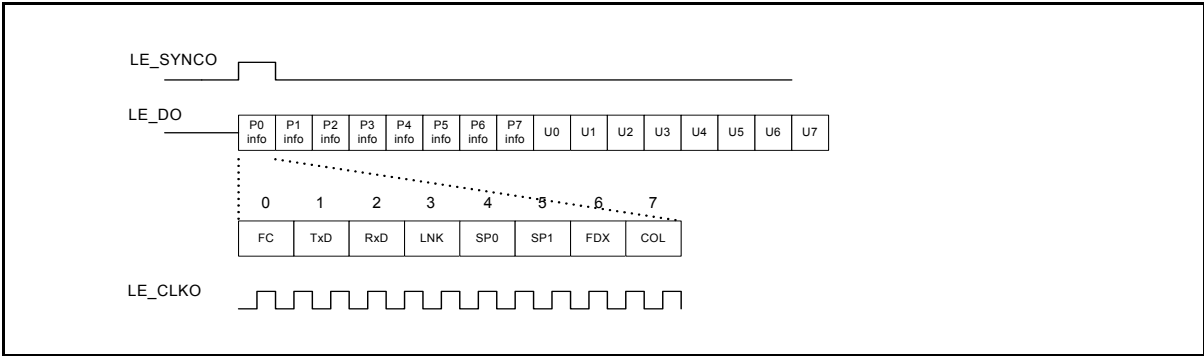 LE_SYNCO
LE_DO
P0 info P1 info P2 info P3 info P4 info P5 info P6 info P7 info U0 U1 U2 U3 U4 U5 U6 U7
0 1 2 3 4 5 6 7
FC TxD RxD LNK SP0 SP1 FDX COL
LE_CLKO